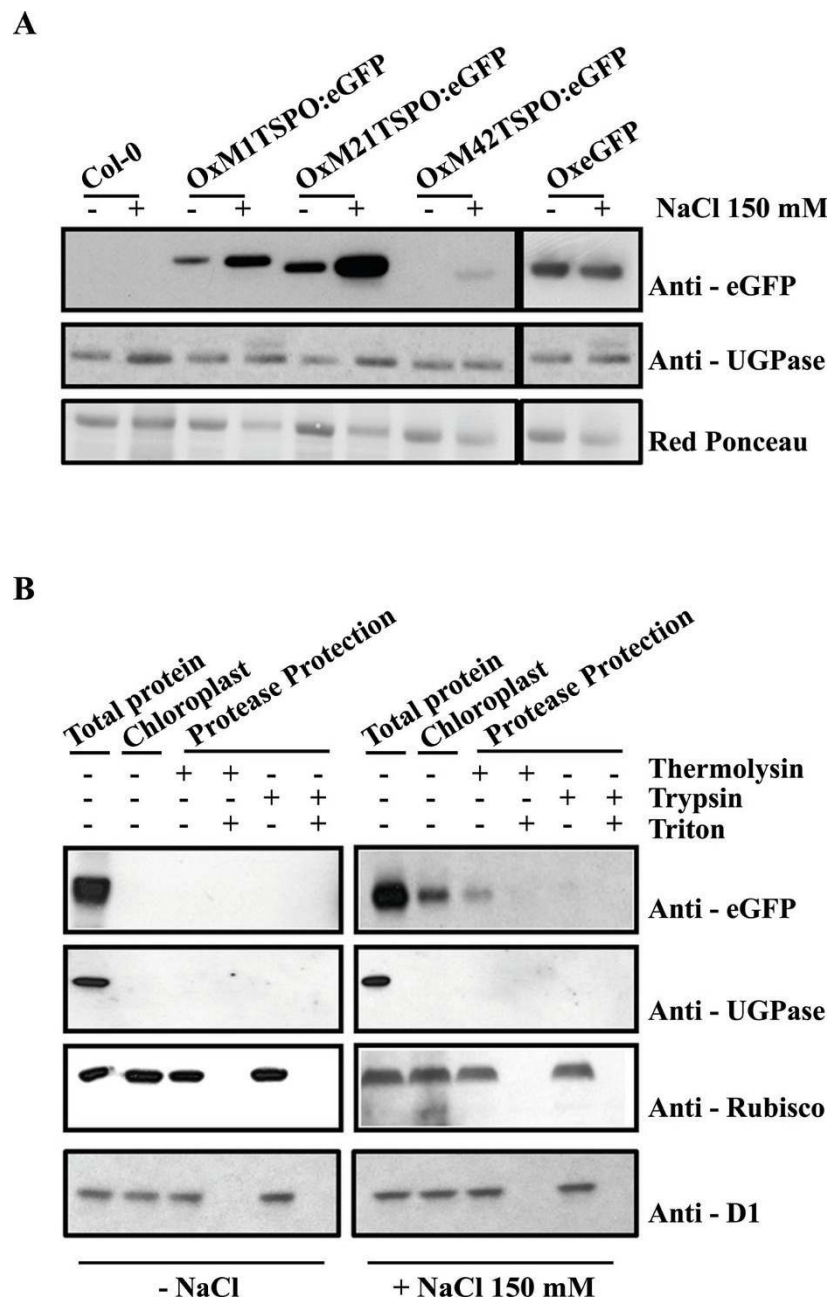 A
Col-0 OxM1TSPO:eGFP OxM21TSPO:eGFP OxM42TSPO:eGFP OxeGFP
- + - + - + - + - + NaCl 150 mM
Anti - eGFP
Anti - UGPase
Red Ponceau
B
Total protein Chloroplast Protease Protection Total protein Chloroplast Protease Protection
- - + + - - - - + + - - Thermolysin
- - - - + + - - - - + + Trypsin
- - - + - + - - - + - + Triton
Anti - eGFP
Anti - UGPase
Anti - Rubisco
Anti - D1
- NaCl + NaCl 150 mM